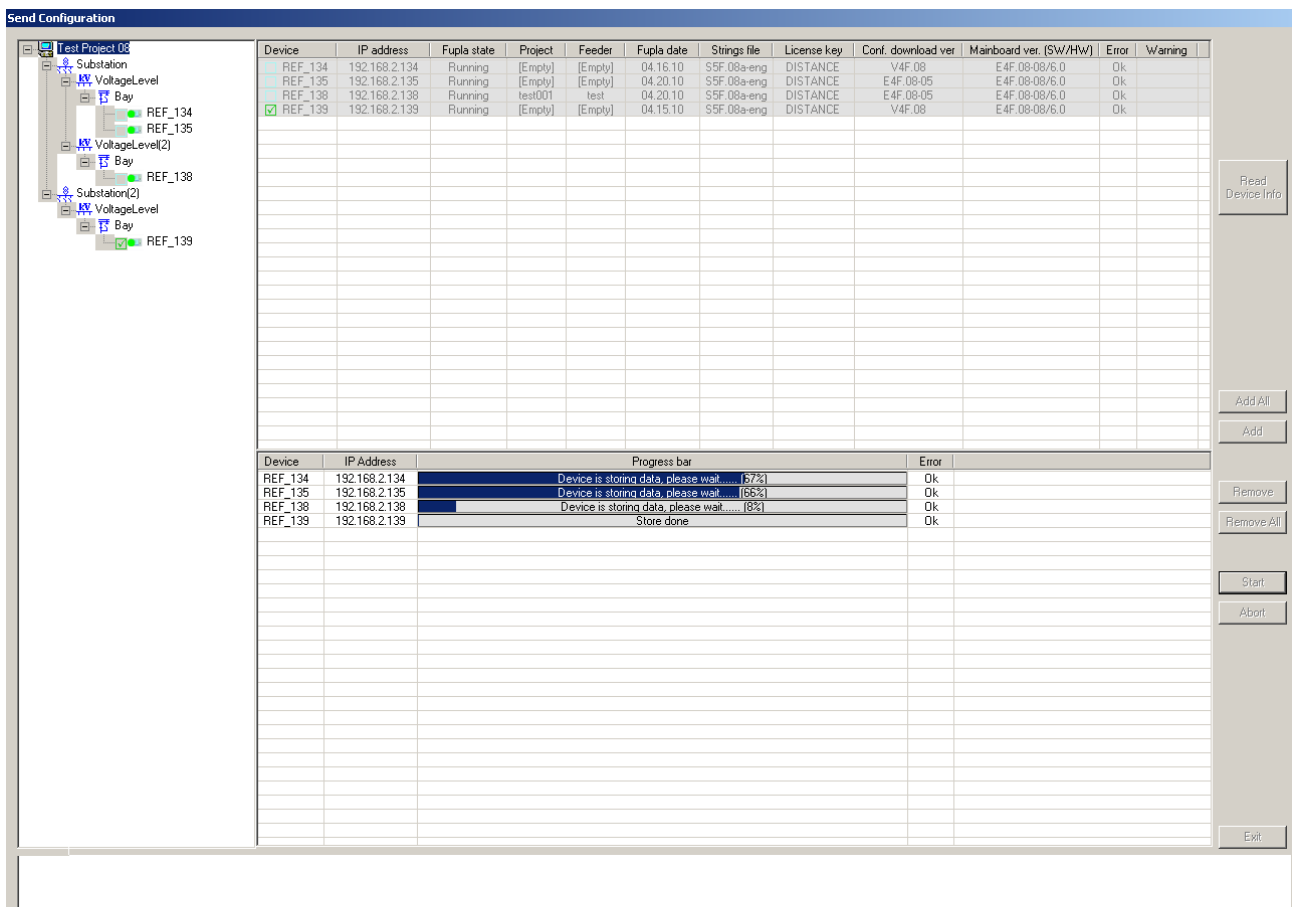 Send Configuration
Test Project 08
Substation
VoltageLevel
Bay
REF_134
REF_135
VoltageLevel(2)
Bay
REF_138
Substation(2)
VoltageLevel
Bay
REF_139
Device IP address Fupla state Project Feeder Fupla date Strings file License key Conf. download ver Mainboard ver. (SW/HW) Error Warning
REF_134 192.168.2.134 Running [Empty] [Empty] 04.16.10 S5F.08a-eng DISTANCE V4F.08 E4F.08-08/6.0 Ok
REF_135 192.168.2.135 Running [Empty] [Empty] 04.20.10 S5F.08a-eng DISTANCE E4F.08-05 E4F.08-08/6.0 Ok
REF_138 192.168.2.138 Running test001 test 04.20.10 S5F.08a-eng DISTANCE E4F.08-05 E4F.08-08/6.0 Ok
REF_139 192.168.2.139 Running [Empty] [Empty] 04.15.10 S5F.08a-eng DISTANCE V4F.08 E4F.08-08/6.0 Ok
Device IP Address Progress bar Error
REF_134 192.168.2.134 Device is storing data, please wait...... (67%) Ok
REF_135 192.168.2.135 Device is storing data, please wait...... (66%) Ok
REF_138 192.168.2.138 Device is storing data, please wait...... (8%) Ok
REF_139 192.168.2.139 Store done Ok
Read
Device Info
Add All
Add
Remove
Remove All
Start
Abort
Exit